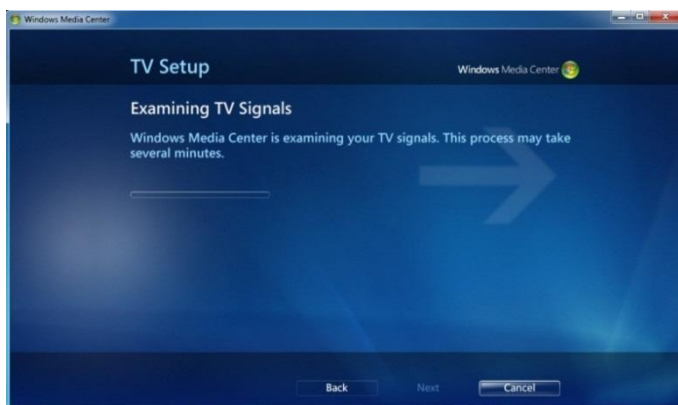 Windows Media Center
TV Setup
Windows Media Center
Examining TV Signals
Windows Media Center is examining your TV signals. This process may take
several minutes.
Back Next Cancel